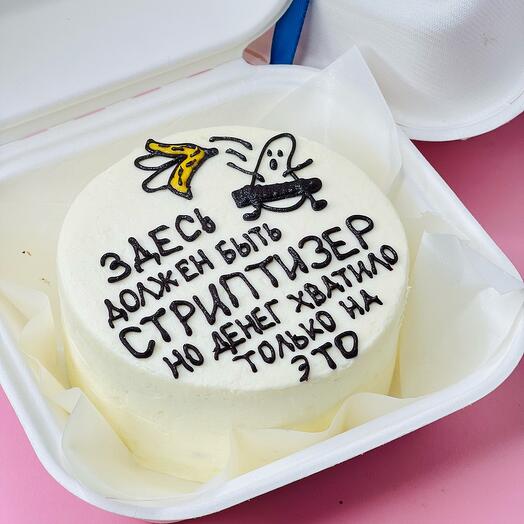 ЗДЕСЬ
ДОЛЖЕН БЫТЬ
СТРИПТИЗЕР
НО ДЕНЕГ ХВАТИЛО
ТОЛЬКО НА
ЭТО